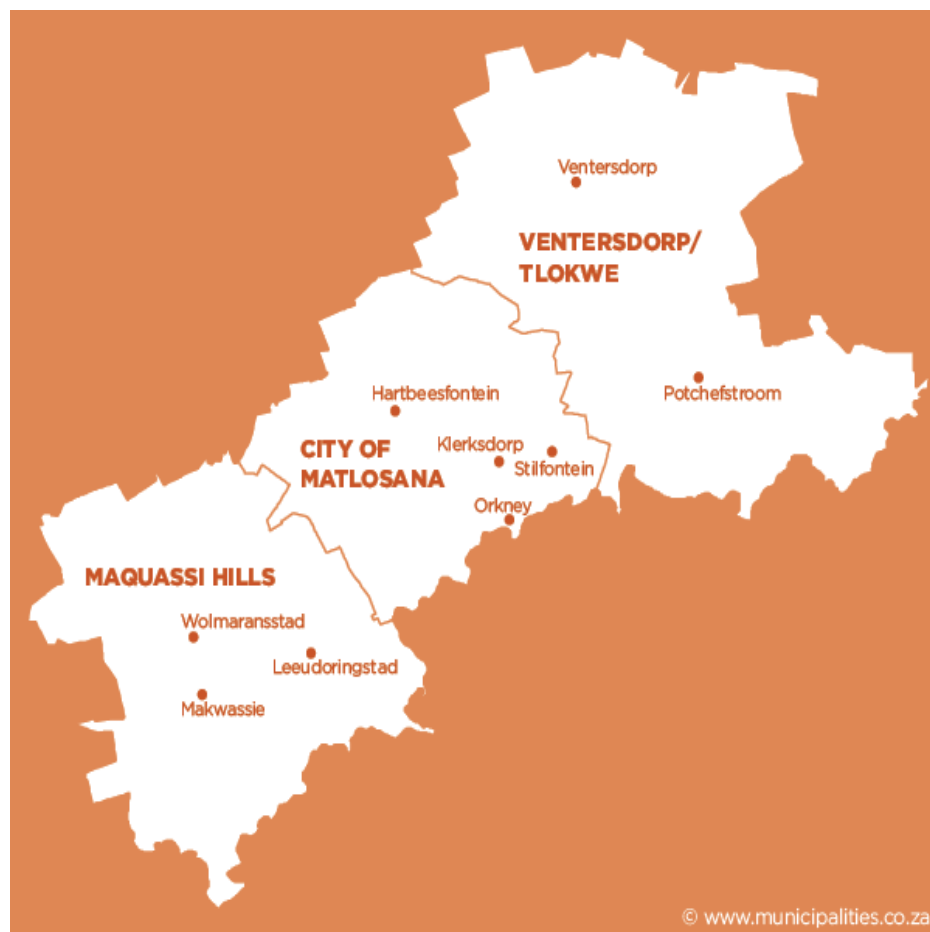 Ventersdorp
VENTERSDORP/
TLOKWE
Potchefstroom
Hartbeesfontein
CITY OF
MATLOSANA
Klerksdorp
Stilfontein
Orkney
MAQUASSI HILLS
Wolmaransstad
Leeudoringstad
Makwassie
© www.municipalities.co.za